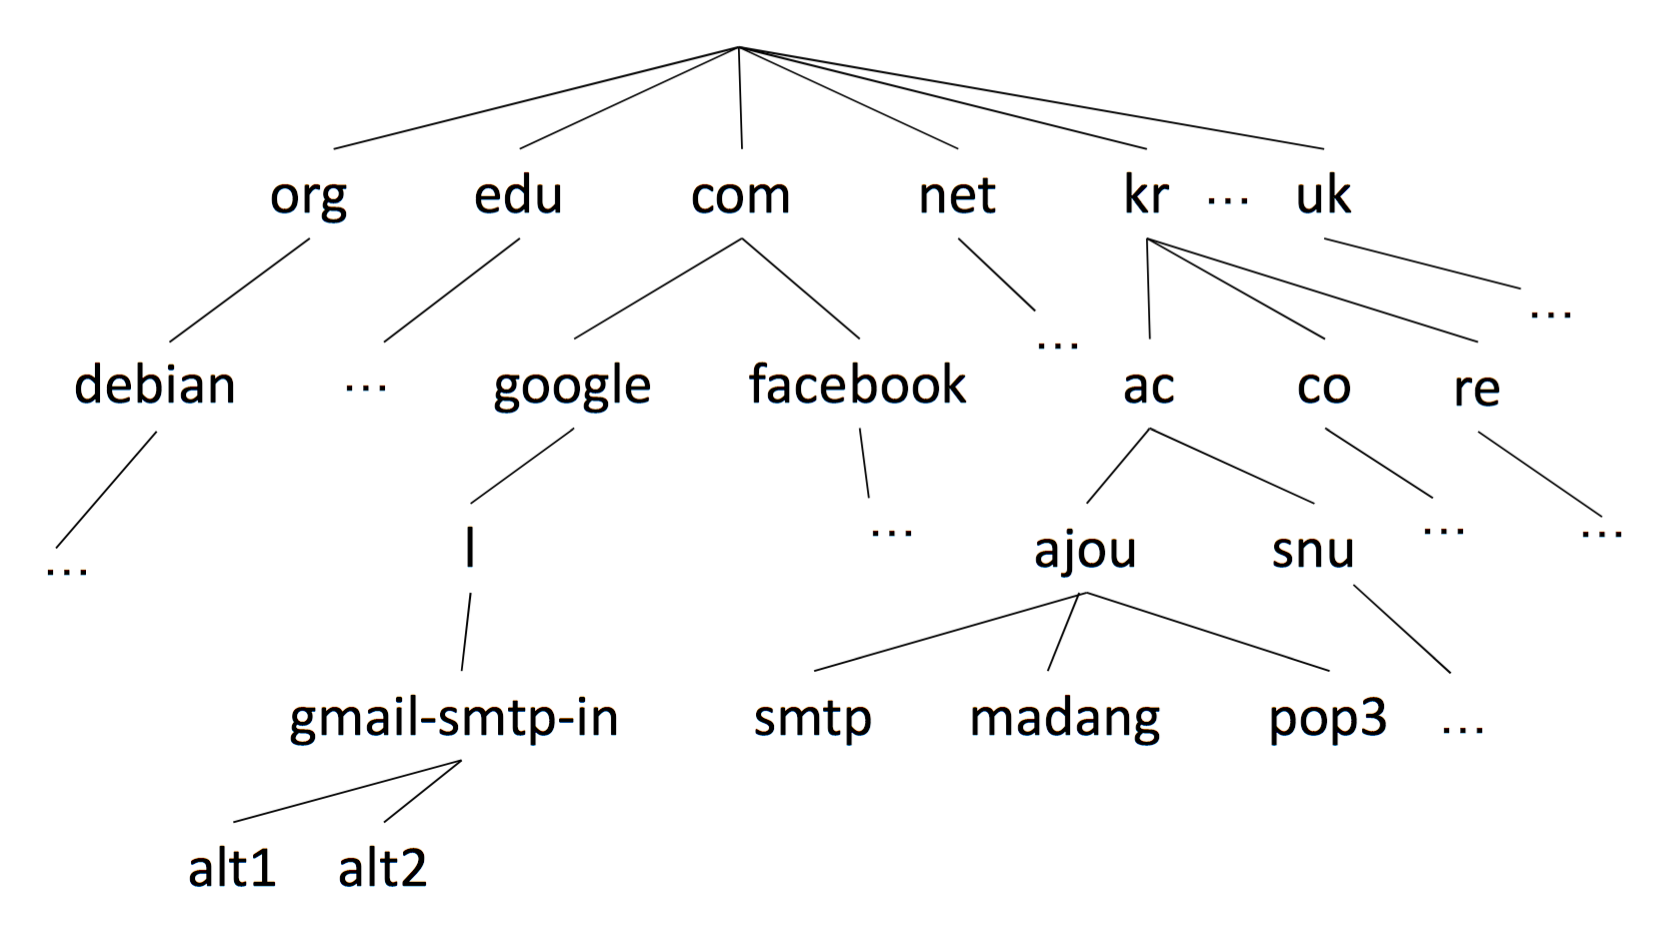 org edu com net kr ... uk
...
...
debian ... google facebook ac co re
l ... ajou snu ... ...
...
gmail-smtp-in smtp madang pop3 ...
alt1 alt2